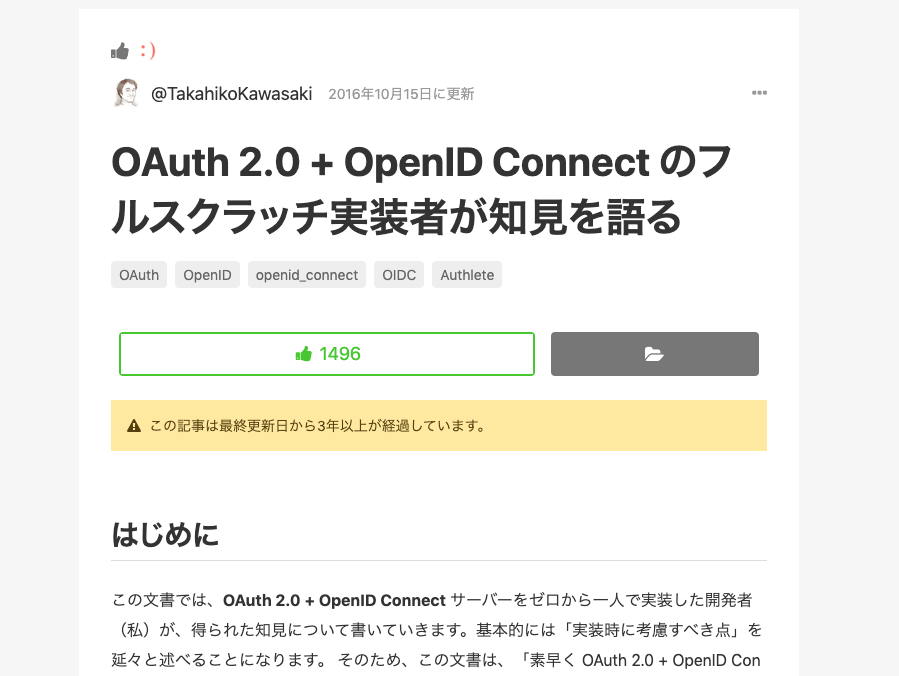 :)
@TakahikoKawasaki 2016年10月15日に更新
OAuth 2.0 + OpenID Connect のフ
ルスクラッチ実装者が知見を語る
OAuth OpenID openid_connect OIDC Authlete
1496
この記事は最終更新日から3年以上が経過しています。
はじめに
この文書では、OAuth 2.0 + OpenID Connect サーバーをゼロから一人で実装した開発者
（私）が、得られた知見について書いていきます。基本的には「実装時に考慮すべき点」を
延々と述べることになります。 そのため、この文書は、「素早く OAuth 2.0 + OpenID Con